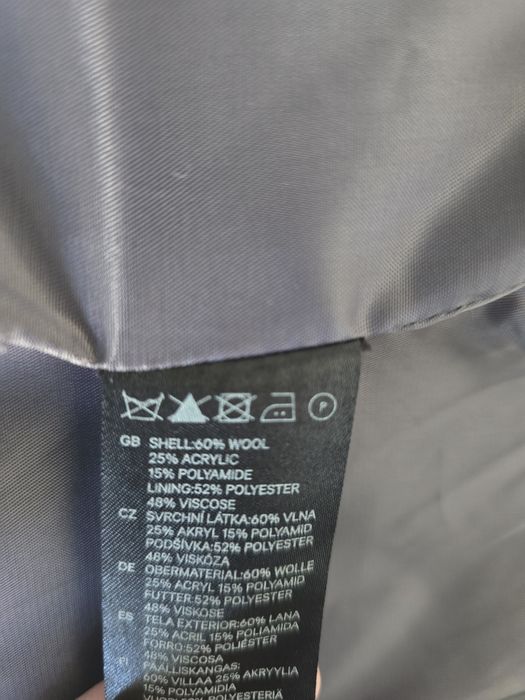 P
GB SHELL:60% WOOL
25% ACRYLIC
15% POLYAMIDE
LINING:52% POLYESTER
48% VISCOSE
CZ SVRCHNÍ LÁTKA:60% VLNA
25% AKRYL 15% POLYAMID
PODŠÍVKA:52% POLYESTER
48% VISKÓZA
DE OBERMATERIAL:60% WOLLE
25% ACRYL 15% POLYAMID
FUTTER:52% POLYESTER
48% VISKOSE
ES TELA EXTERIOR:60% LANA
25% ACRIL 15% POLIAMIDA
FORRO:52% POLIÉSTER
48% VISCOSA
FI PÄÄLLISKANGAS:
60% VILLAA 25% AKRYYLIA
15% POLYAMIDIA